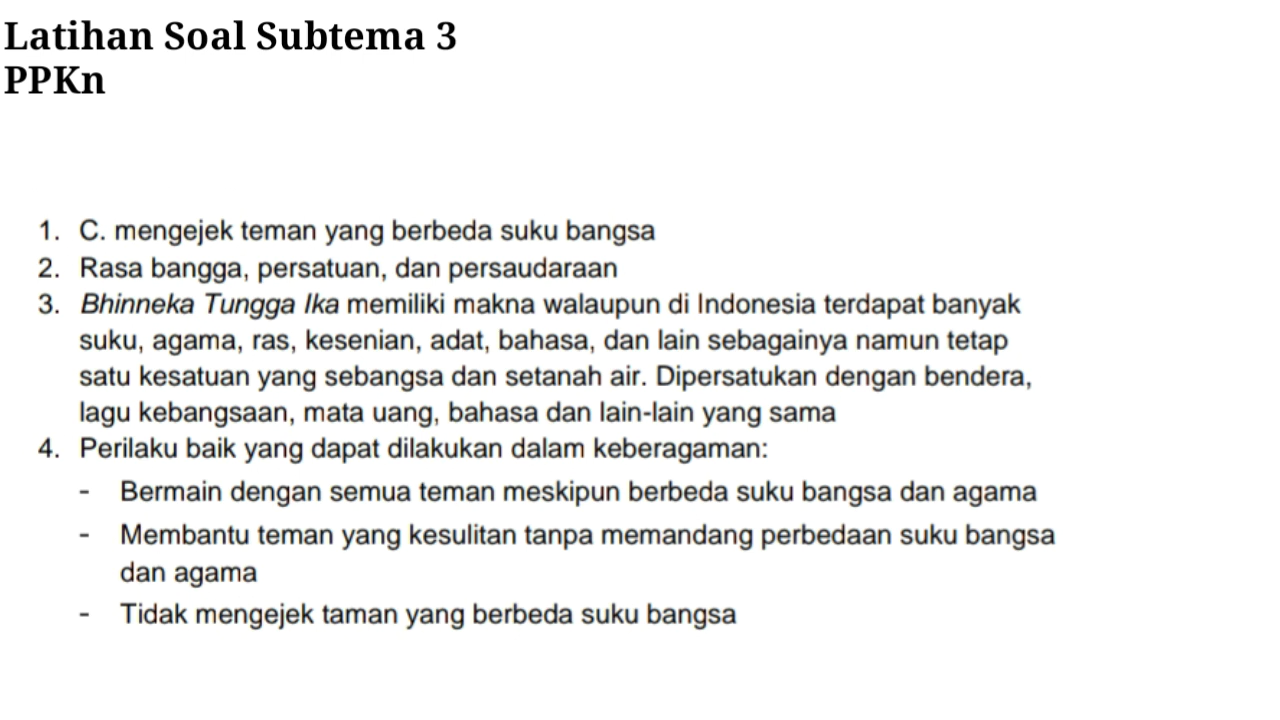 Latihan Soal Subtema 3
PPKn
1. C. mengejek teman yang berbeda suku bangsa
2. Rasa bangga, persatuan, dan persaudaraan
3. Bhinneka Tungga Ika memiliki makna walaupun di Indonesia terdapat banyak
suku, agama, ras, kesenian, adat, bahasa, dan lain sebagainya namun tetap
satu kesatuan yang sebangsa dan setanah air. Dipersatukan dengan bendera,
lagu kebangsaan, mata uang, bahasa dan lain-lain yang sama
4. Perilaku baik yang dapat dilakukan dalam keberagaman:
- Bermain dengan semua teman meskipun berbeda suku bangsa dan agama
- Membantu teman yang kesulitan tanpa memandang perbedaan suku bangsa
dan agama
- Tidak mengejek taman yang berbeda suku bangsa